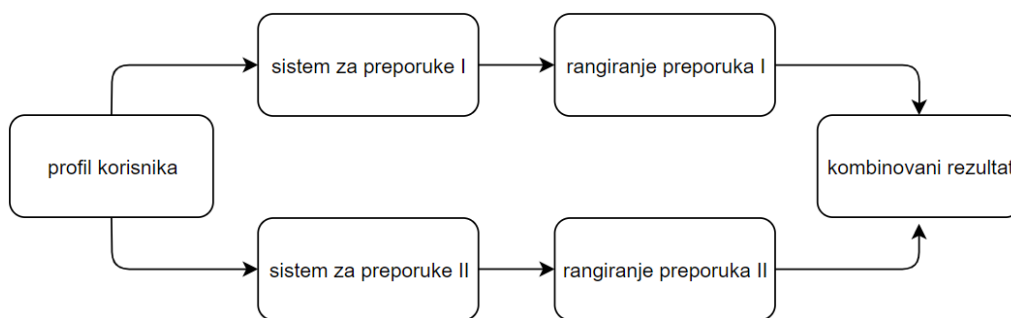 sistem za preporuke I
rangiranje preporuka I
profil korisnika
kombinovani rezultat
sistem za preporuke II
rangiranje preporuka II